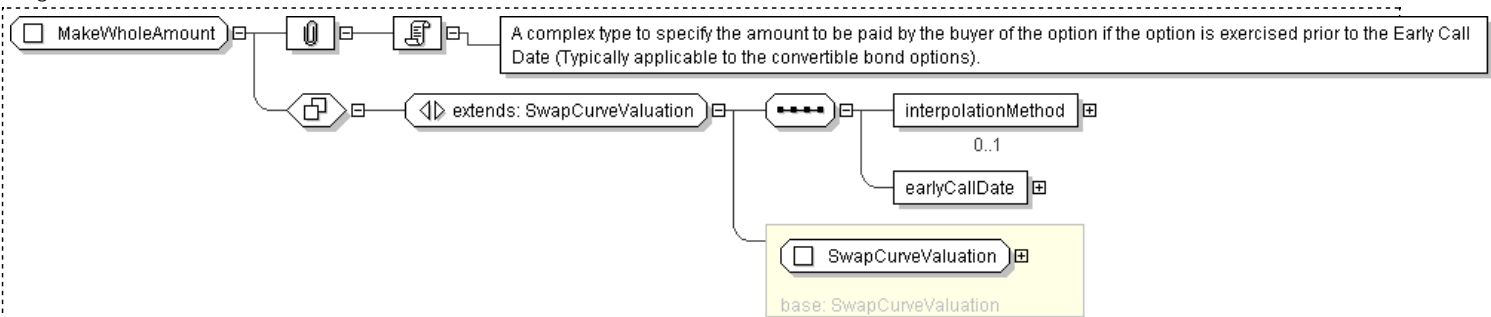 MakeWholeAmount
A complex type to specify the amount to be paid by the buyer of the option if the option is exercised prior to the Early Call
Date (Typically applicable to the convertible bond options).
extends: SwapCurveValuation
interpolationMethod
0..1
earlyCallDate
SwapCurveValuation
base: SwapCurveValuation